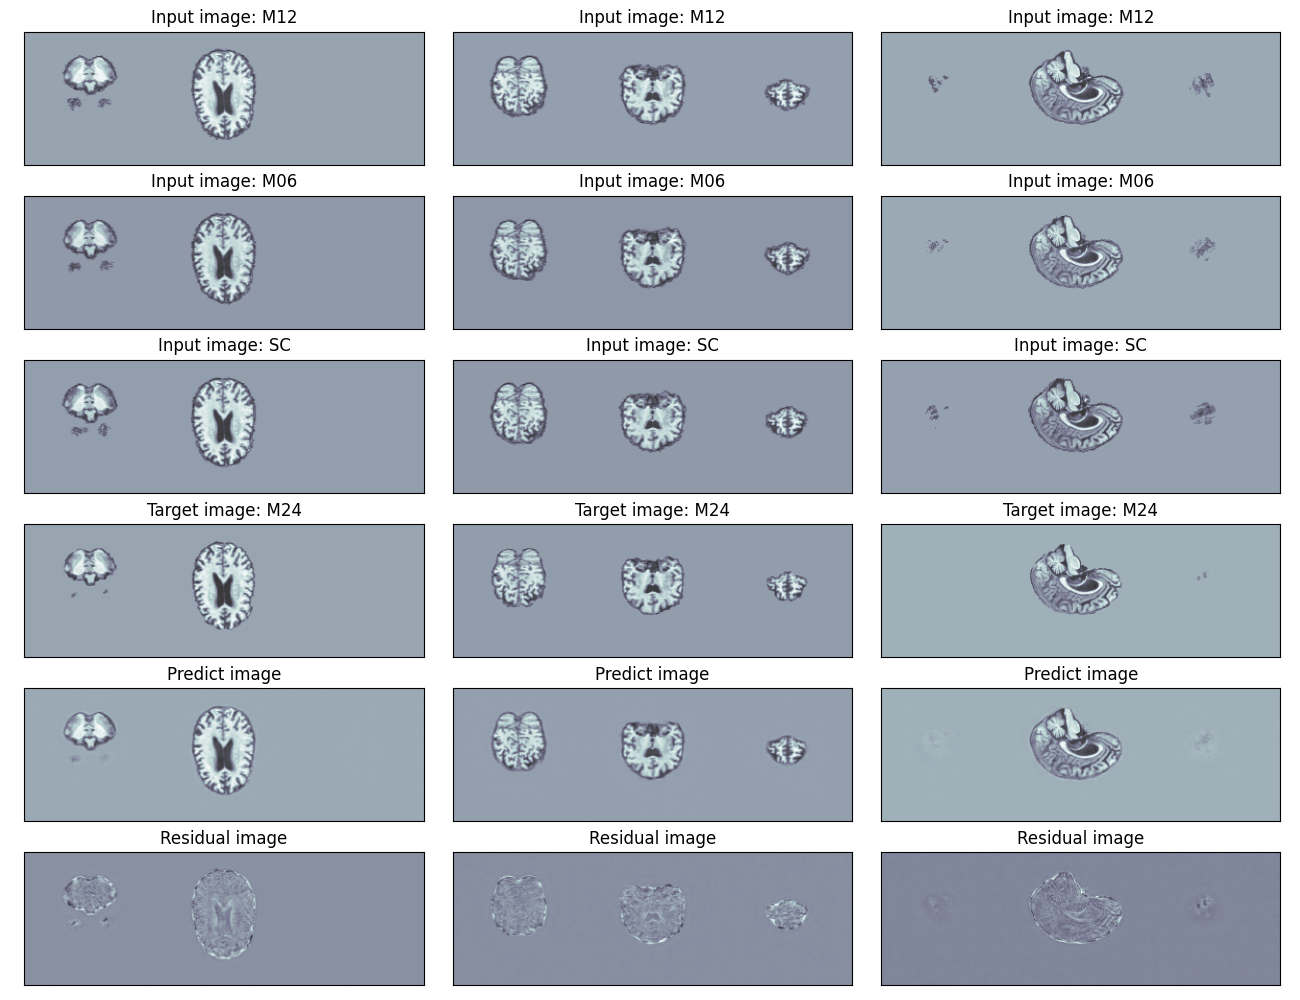 Input image: M12 Input image: M12 Input image: M12
Input image: M06 Input image: M06 Input image: M06
Input image: SC Input image: SC Input image: SC
Target image: M24 Target image: M24 Target image: M24
Predict image Predict image Predict image
Residual image Residual image Residual image